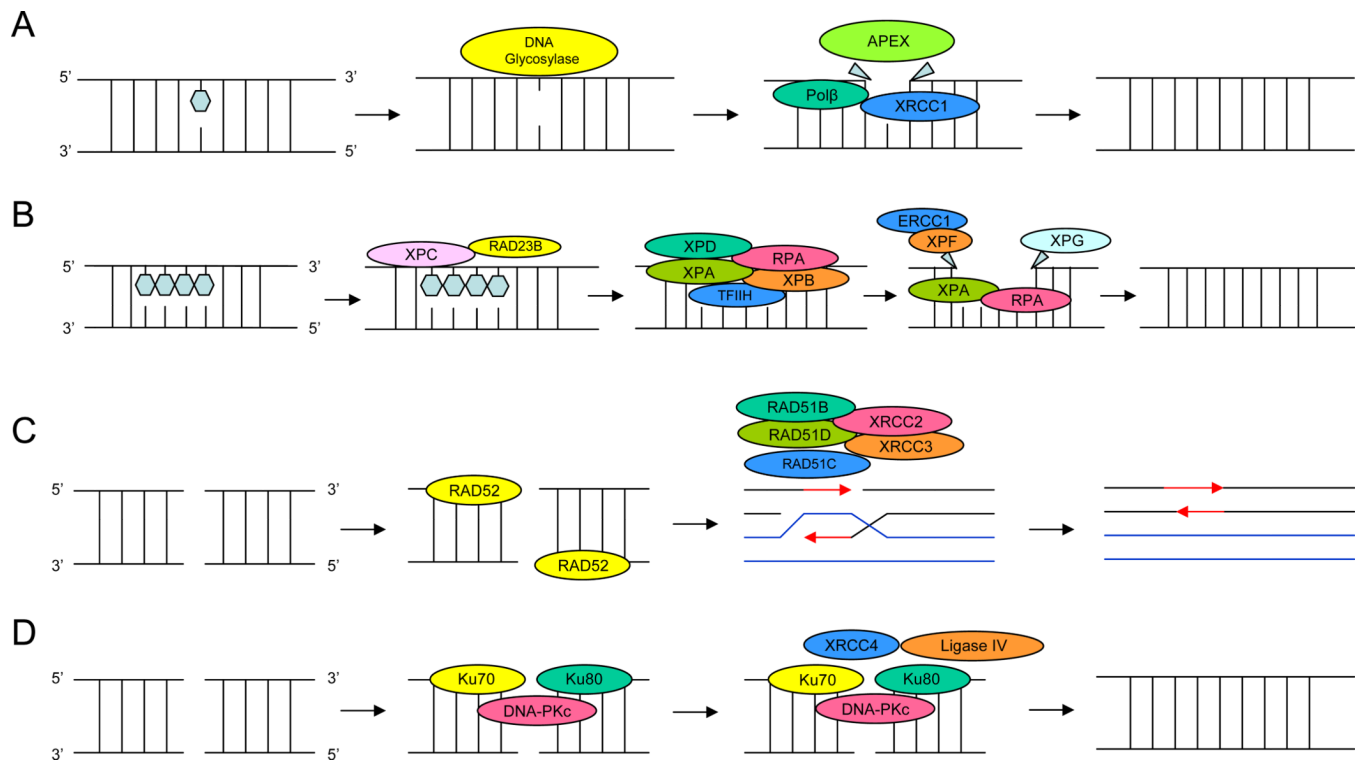 A
5’
3’
3’
5’
DNA
Glycosylase
APEX
Polβ
XRCC1
B
5’
3’
3’
5’
XPC
RAD23B
XPD
RPA
XPA
XPB
TFIIH
ERCC1
XPF
XPG
XPA
RPA
C
5’
3’
3’
5’
RAD52
RAD52
RAD51B
XRCC2
RAD51D
XRCC3
RAD51C
D
5’
3’
3’
5’
Ku70
Ku80
DNA-PKc
XRCC4
Ligase IV
Ku70
Ku80
DNA-PKc